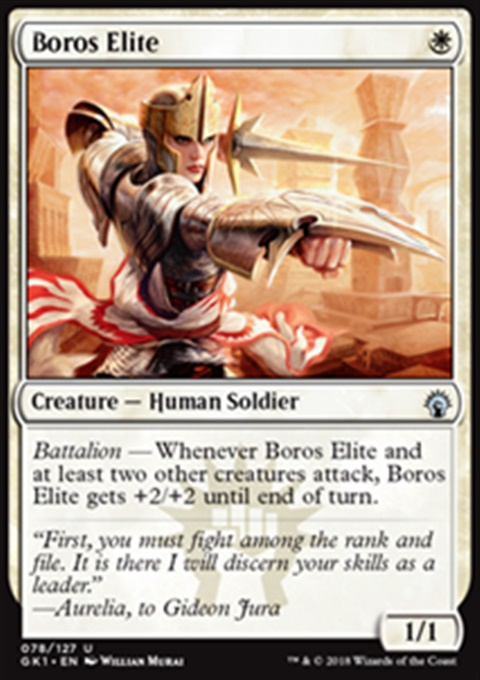 Boros Elite
Creature — Human Soldier
Battalion — Whenever Boros Elite and
at least two other creatures attack, Boros
Elite gets +2/+2 until end of turn.
"First, you must fight among the rank and
file. It is there I will discern your skills as a
leader."
—Aurelia, to Gideon Jura
1/1
078/127 U
GK1 • EN Willian Murai
™ & © 2018 Wizards of the Coast